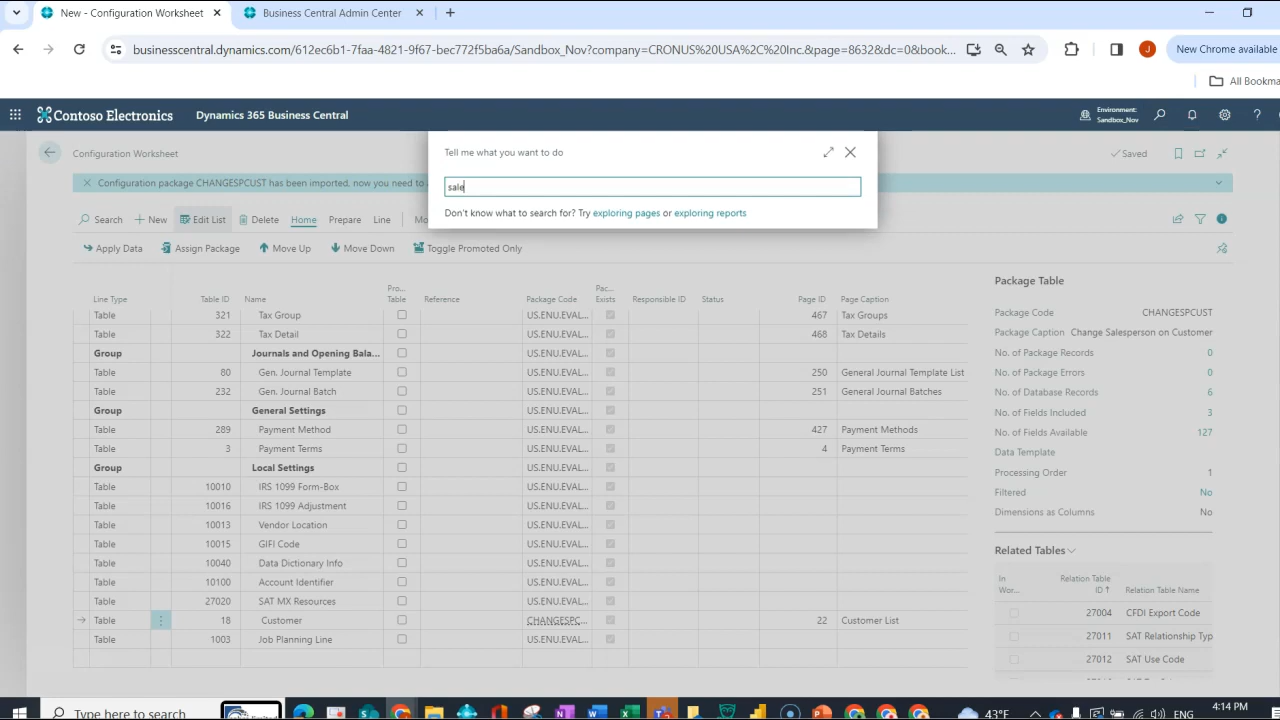 New - Configuration Worksheet
Business Central Admin Center
businesscentral.dynamics.com/612ec6b1-7faa-4821-9f67-bec772f5ba6a/Sandbox_Nov?company=CRONUS%20USA%2C%20Inc.&page=8632&dc=0&book...
New Chrome available
All Bookma
Contoso Electronics
Dynamics 365 Business Central
Environment:
Sandbox_Nov
Configuration Worksheet
Saved
Tell me what you want to do
sale
Don't know what to search for? Try exploring pages or exploring reports
Configuration package CHANGESPCUST has been imported, now you need to
Search New Edit List Delete Home Prepare Line Mo
Apply Data Assign Package Move Up Move Down Toggle Promoted Only
Line Type Table ID Name Pro... Table Reference Package Code Pac... Exists Responsible ID Status Page ID Page Caption
Table 321 Tax Group US.ENU.EVAL... 467 Tax Groups
Table 322 Tax Detail US.ENU.EVAL... 468 Tax Details
Group Journals and Opening Bala... US.ENU.EVAL...
Table 80 Gen. Journal Template US.ENU.EVAL... 250 General Journal Template List
Table 232 Gen. Journal Batch US.ENU.EVAL... 251 General Journal Batches
Group General Settings US.ENU.EVAL...
Table 289 Payment Method US.ENU.EVAL... 427 Payment Methods
Table 3 Payment Terms US.ENU.EVAL... 4 Payment Terms
Group Local Settings US.ENU.EVAL...
Table 10010 IRS 1099 Form-Box US.ENU.EVAL...
Table 10016 IRS 1099 Adjustment US.ENU.EVAL...
Table 10013 Vendor Location US.ENU.EVAL...
Table 10015 GIFI Code US.ENU.EVAL...
Table 10040 Data Dictionary Info US.ENU.EVAL...
Table 10100 Account Identifier US.ENU.EVAL...
Table 27020 SAT MX Resources US.ENU.EVAL...
Table 18 Customer CHANGESPC... 22 Customer List
Table 1003 Job Planning Line US.ENU.EVAL...
Package Table
Package Code CHANGESPCUST
Package Caption Change Salesperson on Customer
No. of Package Records 0
No. of Package Errors 0
No. of Database Records 6
No. of Fields Included 3
No. of Fields Available 127
Data Template
Processing Order 1
Filtered No
Dimensions as Columns No
Related Tables
In Wor... Relation Table ID↑ Relation Table Name
27004 CFDI Export Code
27011 SAT Relationship Typ
27012 SAT Use Code
Type here to search
43°F
ENG
4:14 PM